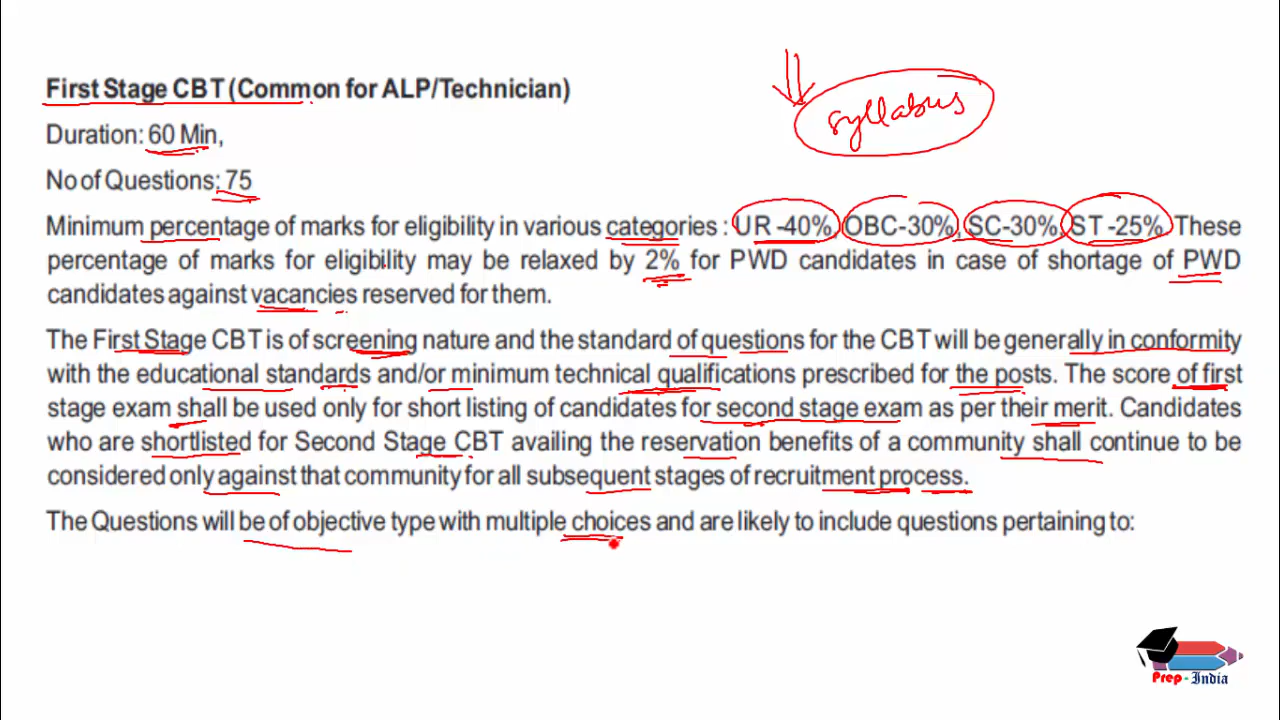 First Stage CBT (Common for ALP/Technician)
syllabus
Duration: 60 Min,
No of Questions: 75
Minimum percentage of marks for eligibility in various categories : UR -40%, OBC-30%, SC-30%, ST -25%. These
percentage of marks for eligibility may be relaxed by 2% for PWD candidates in case of shortage of PWD
candidates against vacancies reserved for them.
The First Stage CBT is of screening nature and the standard of questions for the CBT will be generally in conformity
with the educational standards and/or minimum technical qualifications prescribed for the posts. The score of first
stage exam shall be used only for short listing of candidates for second stage exam as per their merit. Candidates
who are shortlisted for Second Stage CBT availing the reservation benefits of a community shall continue to be
considered only against that community for all subsequent stages of recruitment process.
The Questions will be of objective type with multiple choices and are likely to include questions pertaining to:
Prep - India